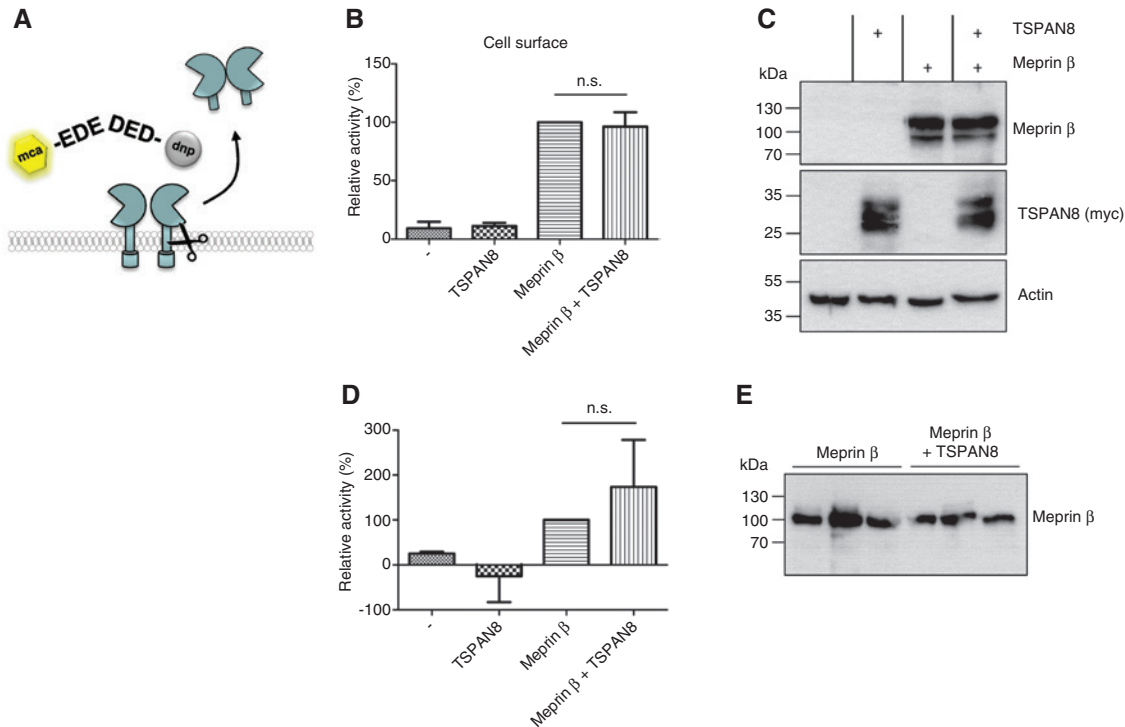 A
mca
-EDE DED-
dnp
B
Cell surface
n.s.
150
100
50
0
Relative activity (%)
-
TSPAN8
Meprin β
Meprin β + TSPAN8
C
+ + TSPAN8
+ + Meprin β
kDa
130
100
70
Meprin β
35
25
TSPAN8 (myc)
55
35
Actin
D
n.s.
300
200
100
0
-100
Relative activity (%)
-
TSPAN8
Meprin β
Meprin β + TSPAN8
E
Meprin β
Meprin β
+ TSPAN8
kDa
130
100
70
Meprin β